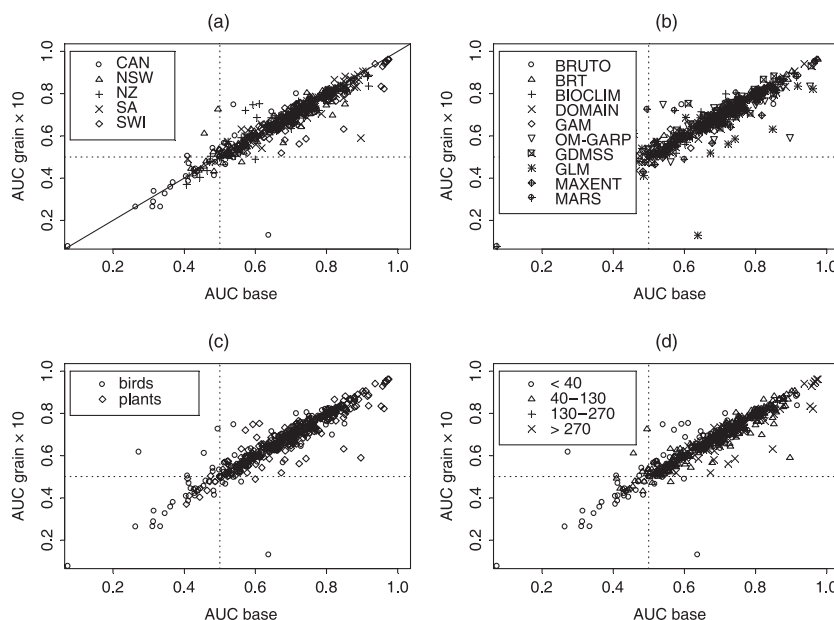 (a)
AUC grain × 10
1.0
0.8
0.6
0.4
0.2
CAN
NSW
NZ
SA
SWI
0.2 0.4 0.6 0.8 1.0
AUC base
(b)
AUC grain × 10
1.0
0.8
0.6
0.4
0.2
BRUTO
BRT
BIOCLIM
DOMAIN
GAM
OM-GARP
GDMSS
GLM
MAXENT
MARS
0.2 0.4 0.6 0.8 1.0
AUC base
(c)
AUC grain × 10
1.0
0.8
0.6
0.4
0.2
birds
plants
0.2 0.4 0.6 0.8 1.0
AUC base
(d)
AUC grain × 10
1.0
0.8
0.6
0.4
0.2
< 40
40–130
130–270
> 270
0.2 0.4 0.6 0.8 1.0
AUC base